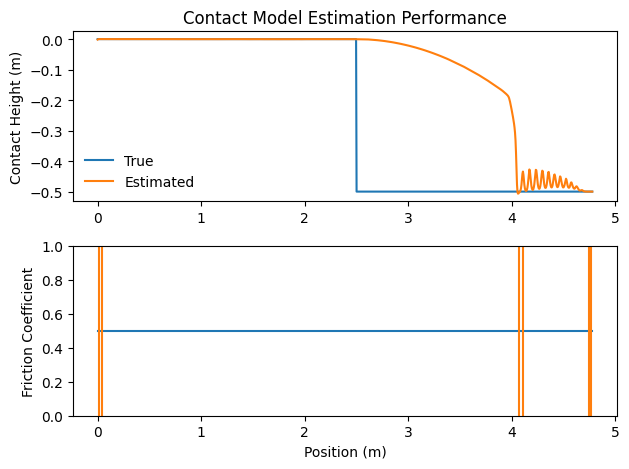 Contact Model Estimation Performance
Contact Height (m)
0.0
−0.1
−0.2
−0.3
−0.4
−0.5
True
Estimated
0 1 2 3 4 5
Friction Coefficient
1.0
0.8
0.6
0.4
0.2
0.0
0 1 2 3 4 5
Position (m)